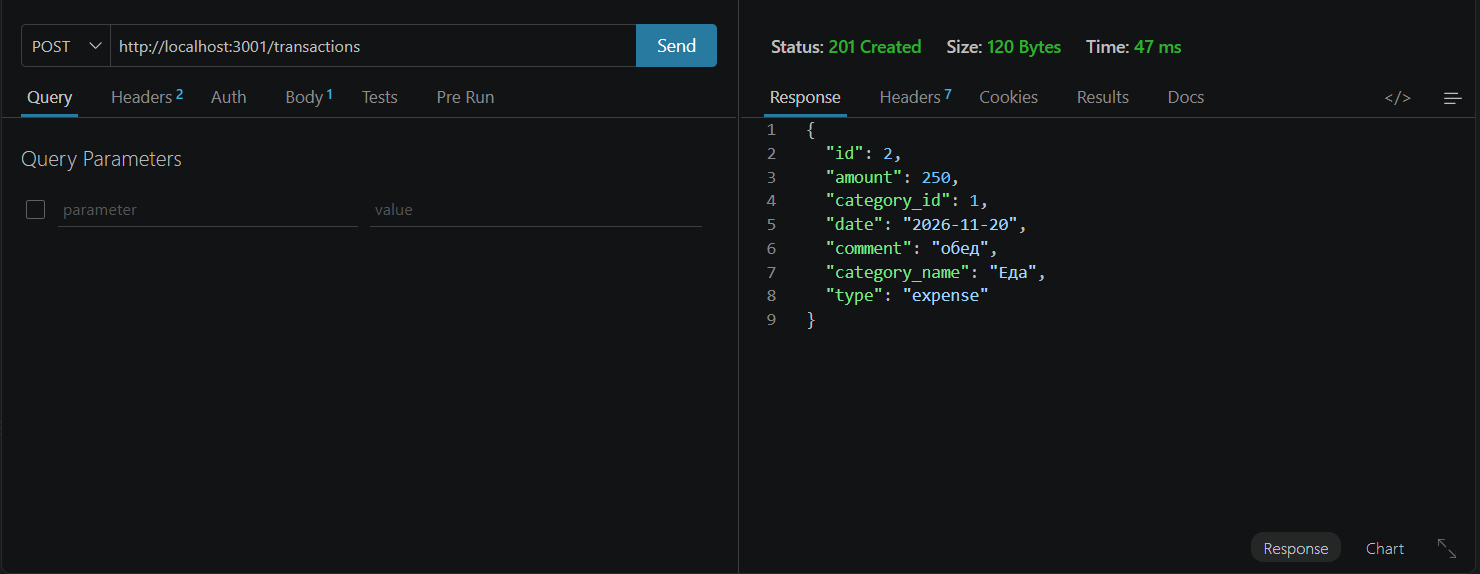 POST http://localhost:3001/transactions Send
Query Headers 2 Auth Body 1 Tests Pre Run
Query Parameters
parameter value
Status: 201 Created Size: 120 Bytes Time: 47 ms
Response Headers 7 Cookies Results Docs </>
1 {
2 "id": 2,
3 "amount": 250,
4 "category_id": 1,
5 "date": "2026-11-20",
6 "comment": "обед",
7 "category_name": "Еда",
8 "type": "expense"
9 }
Response Chart